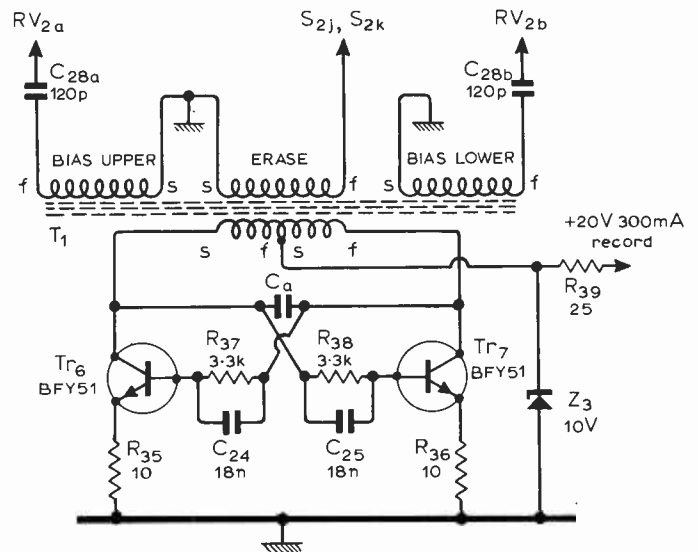 RV2a
S2j, S2k
RV2b
C28a
120p
C28b
120p
BIAS UPPER
ERASE
BIAS LOWER
f
s
s
f
s
f
T1
s
f
s
f
+20V 300mA
record
R39
25
Ca
Tr6
BFY51
R37
3·3k
R38
3·3k
Tr7
BFY51
Z3
10V
C24
18n
C25
18n
R35
10
R36
10